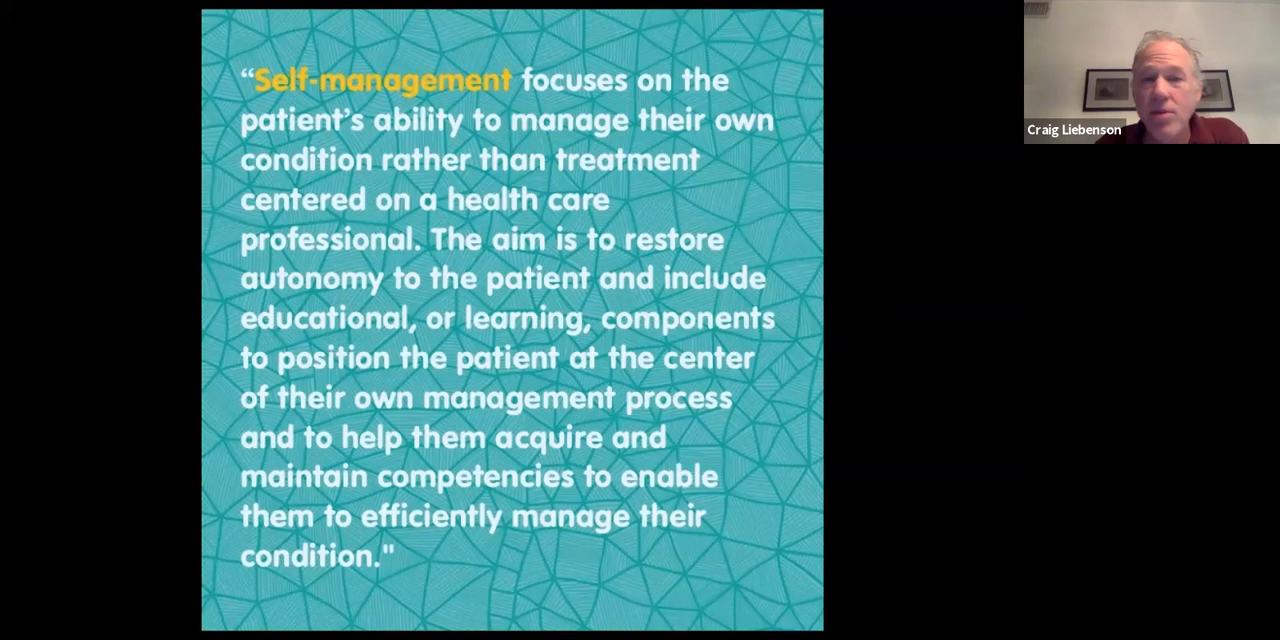 “Self-management focuses on the
patient’s ability to manage their own
condition rather than treatment
centered on a health care
professional. The aim is to restore
autonomy to the patient and include
educational, or learning, components
to position the patient at the center
of their own management process
and to help them acquire and
maintain competencies to enable
them to efficiently manage their
condition."
Craig Liebenson